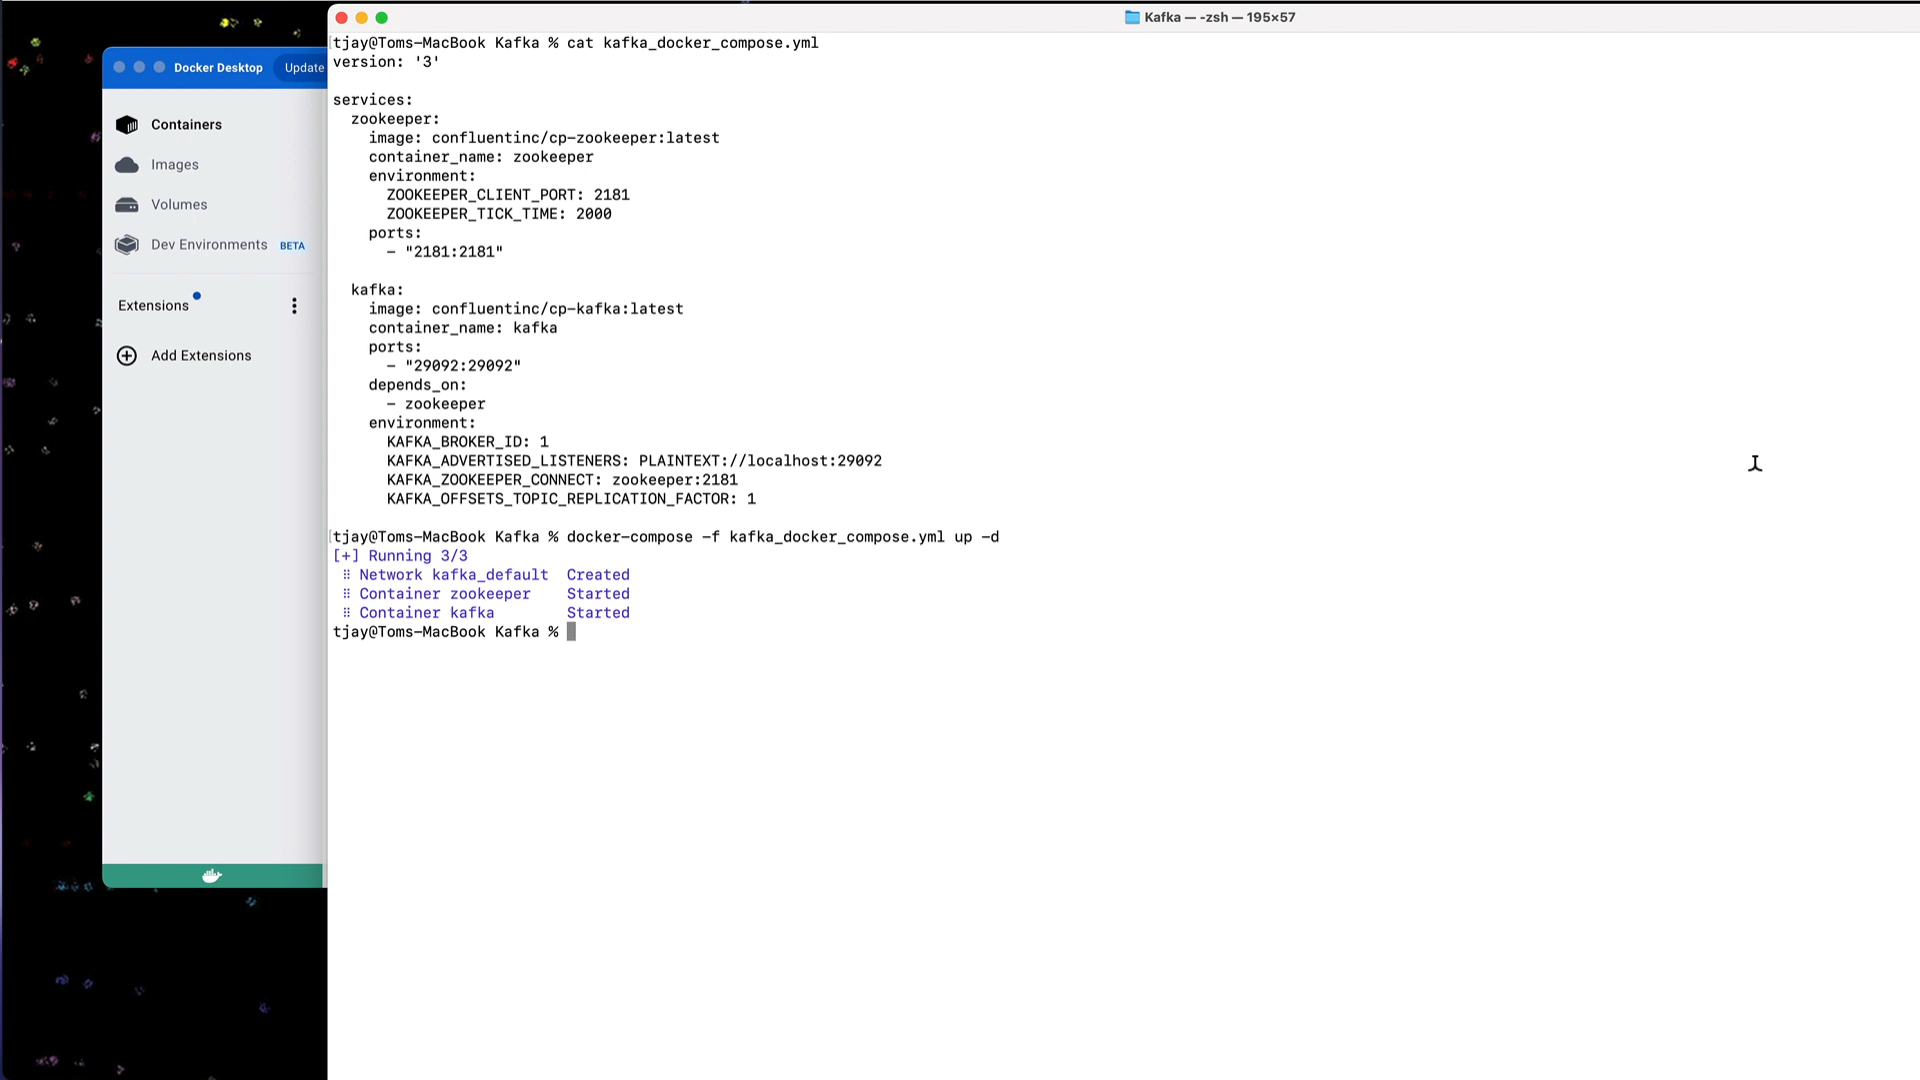 Docker Desktop
Update
Containers
Images
Volumes
Dev Environments BETA
Extensions
Add Extensions
Kafka — -zsh — 195×57
tjay@Toms-MacBook Kafka % cat kafka_docker_compose.yml
version: '3'
services:
  zookeeper:
    image: confluentinc/cp-zookeeper:latest
    container_name: zookeeper
    environment:
      ZOOKEEPER_CLIENT_PORT: 2181
      ZOOKEEPER_TICK_TIME: 2000
    ports:
      - "2181:2181"
  kafka:
    image: confluentinc/cp-kafka:latest
    container_name: kafka
    ports:
      - "29092:29092"
    depends_on:
      - zookeeper
    environment:
      KAFKA_BROKER_ID: 1
      KAFKA_ADVERTISED_LISTENERS: PLAINTEXT://localhost:29092
      KAFKA_ZOOKEEPER_CONNECT: zookeeper:2181
      KAFKA_OFFSETS_TOPIC_REPLICATION_FACTOR: 1
tjay@Toms-MacBook Kafka % docker-compose -f kafka_docker_compose.yml up -d
[+] Running 3/3
 ⠿ Network kafka_default  Created
 ⠿ Container zookeeper    Started
 ⠿ Container kafka        Started
tjay@Toms-MacBook Kafka %